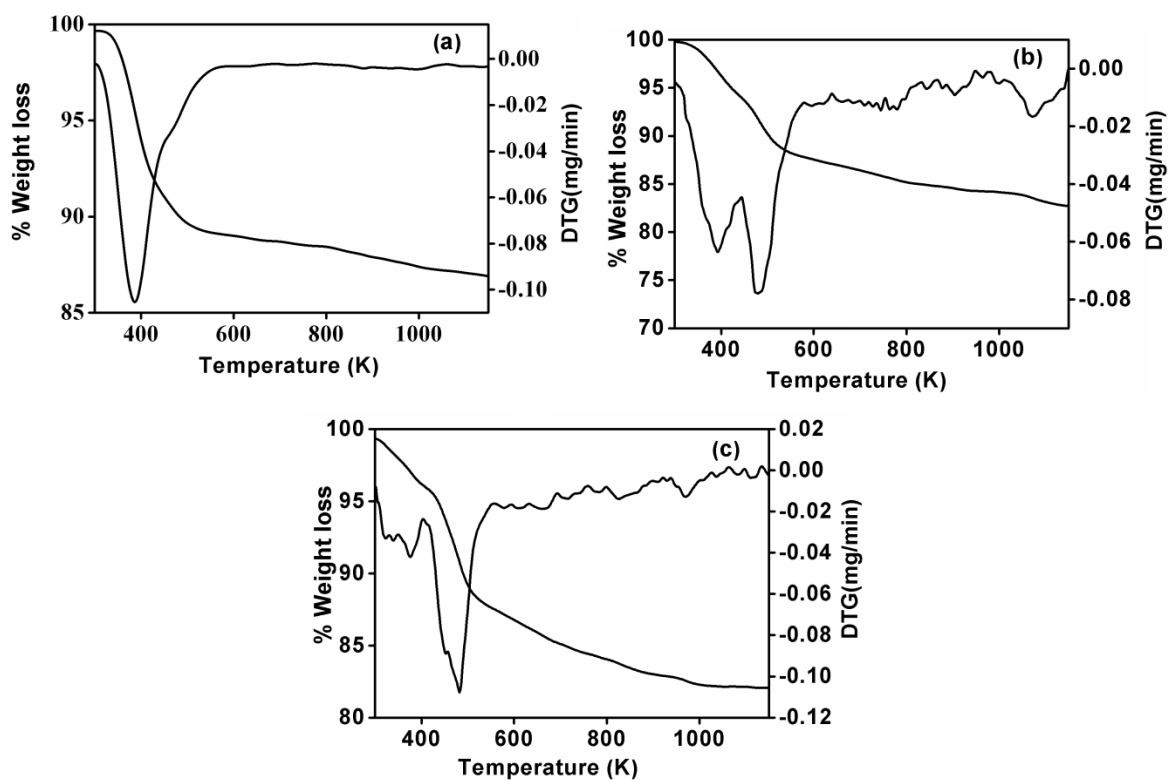 (a)
100
95
90
85
% Weight loss
0.00
-0.02
-0.04
-0.06
-0.08
-0.10
DTG(mg/min)
400 600 800 1000
Temperature (K)
(b)
100
95
90
85
80
75
70
% Weight loss
0.00
-0.02
-0.04
-0.06
-0.08
DTG(mg/min)
400 600 800 1000
Temperature (K)
(c)
100
95
90
85
80
% Weight loss
0.02
0.00
-0.02
-0.04
-0.06
-0.08
-0.10
-0.12
DTG(mg/min)
400 600 800 1000
Temperature (K)